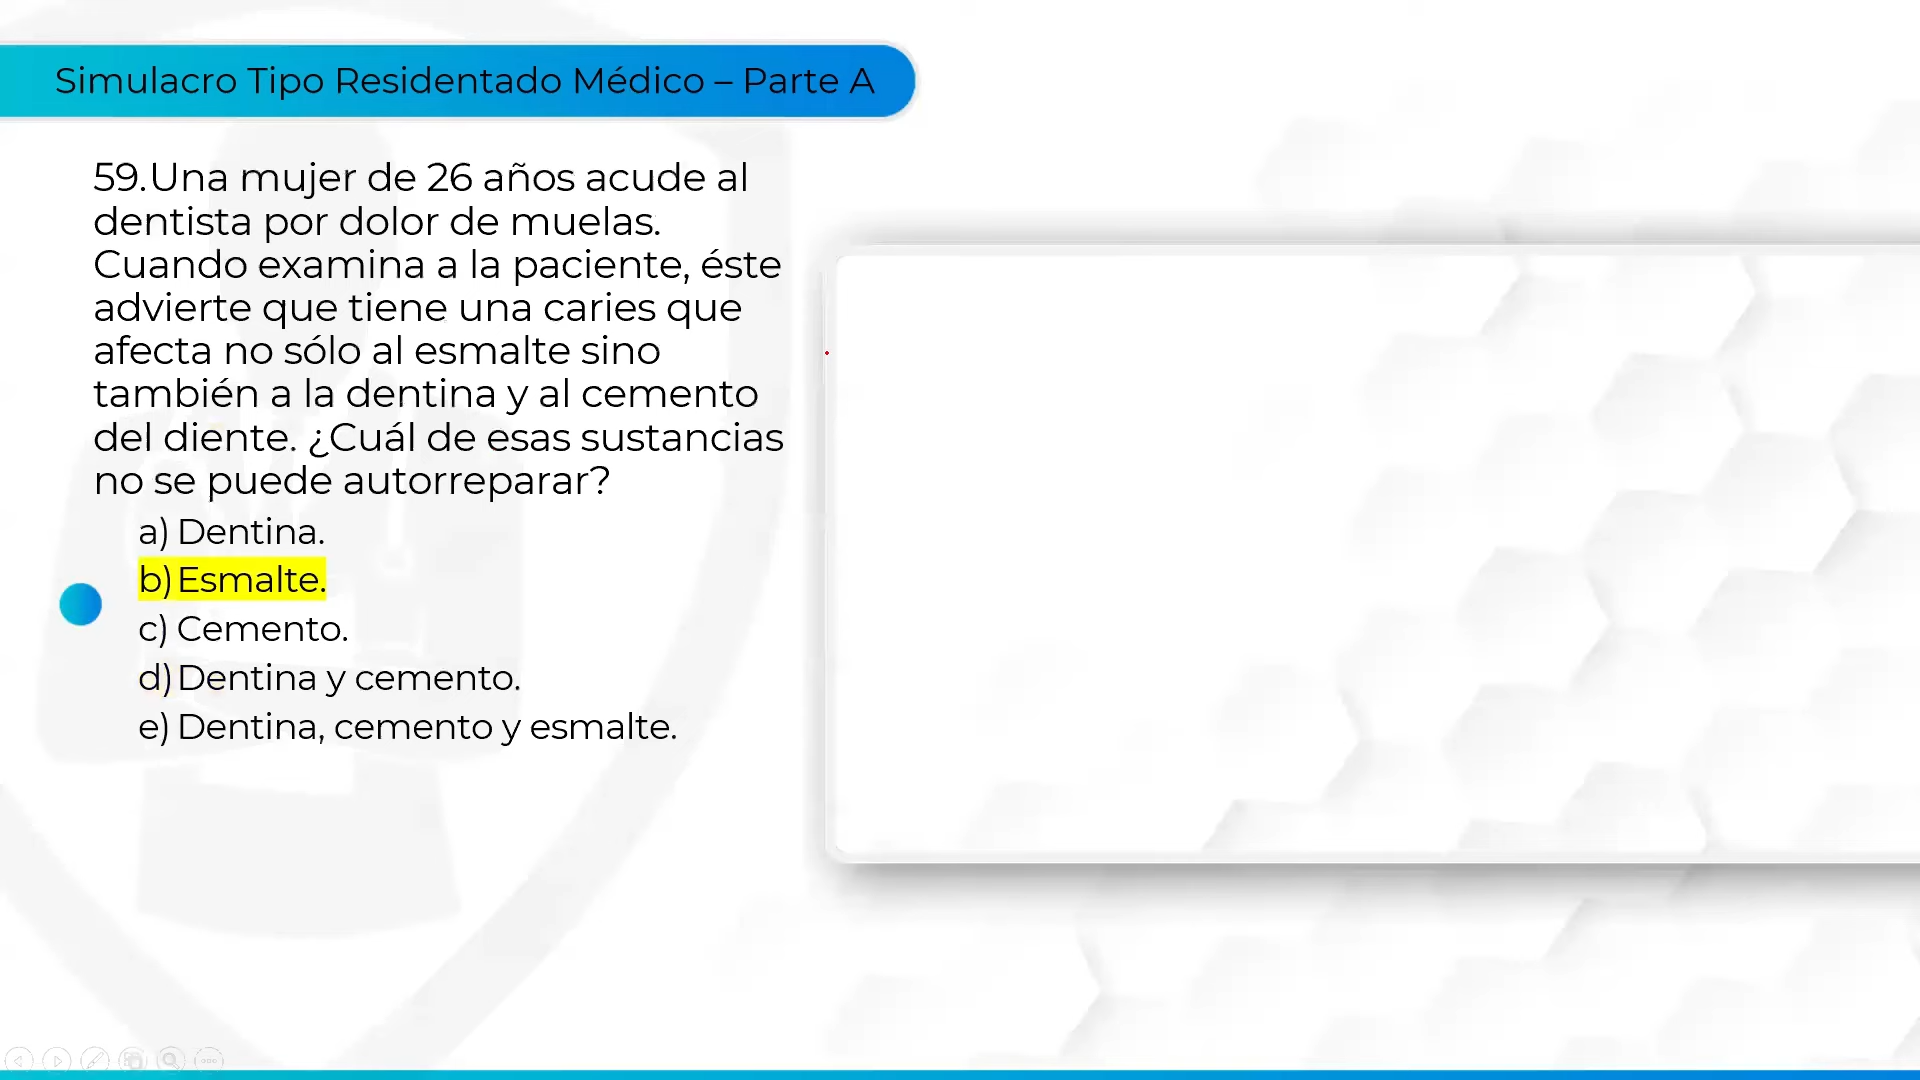 Simulacro Tipo Residentado Médico – Parte A
59.Una mujer de 26 años acude al
dentista por dolor de muelas.
Cuando examina a la paciente, éste
advierte que tiene una caries que
afecta no sólo al esmalte sino
también a la dentina y al cemento
del diente. ¿Cuál de esas sustancias
no se puede autorreparar?
a) Dentina.
b) Esmalte.
c) Cemento.
d) Dentina y cemento.
e) Dentina, cemento y esmalte.